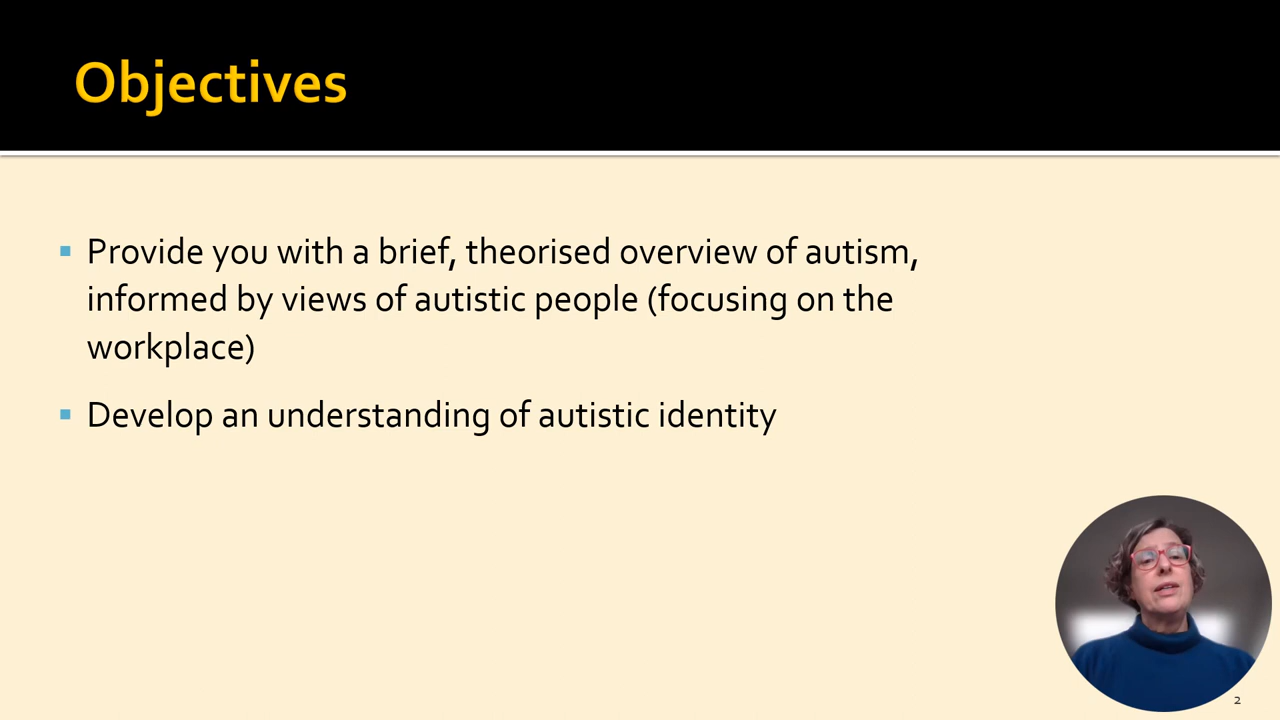 Objectives
Provide you with a brief, theorised overview of autism,
informed by views of autistic people (focusing on the
workplace)
Develop an understanding of autistic identity
2